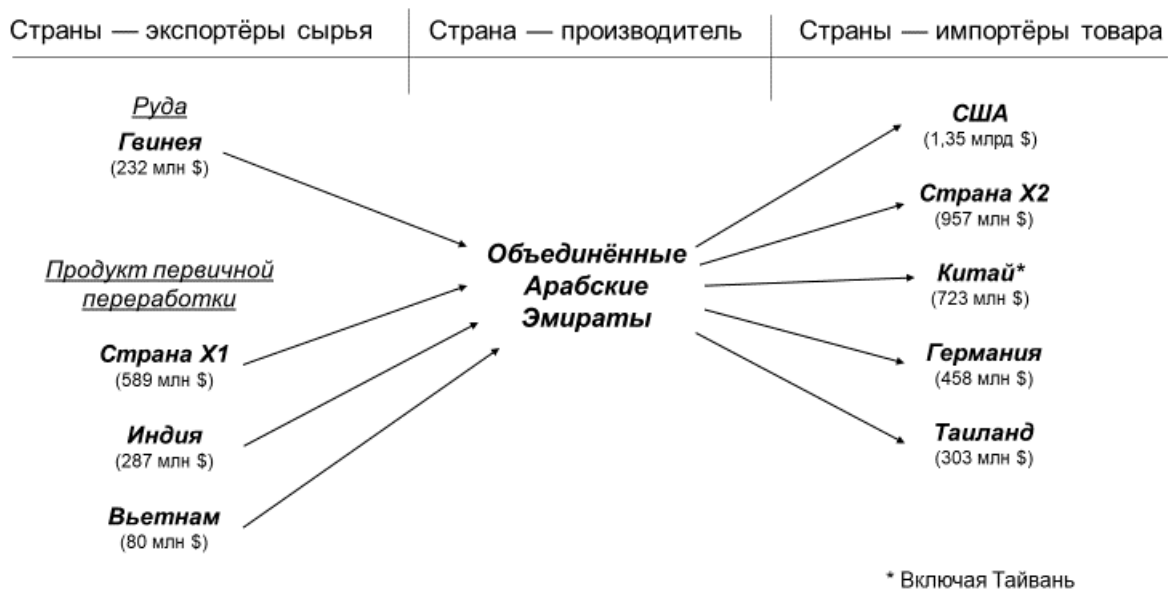 Страны — экспортёры сырья
Страна — производитель
Страны — импортёры товара
Руда
Гвинея
(232 млн $)
Продукт первичной
переработки
Страна X1
(589 млн $)
Индия
(287 млн $)
Вьетнам
(80 млн $)
Объединённые
Арабские
Эмираты
США
(1,35 млрд $)
Страна X2
(957 млн $)
Китай*
(723 млн $)
Германия
(458 млн $)
Таиланд
(303 млн $)
* Включая Тайвань